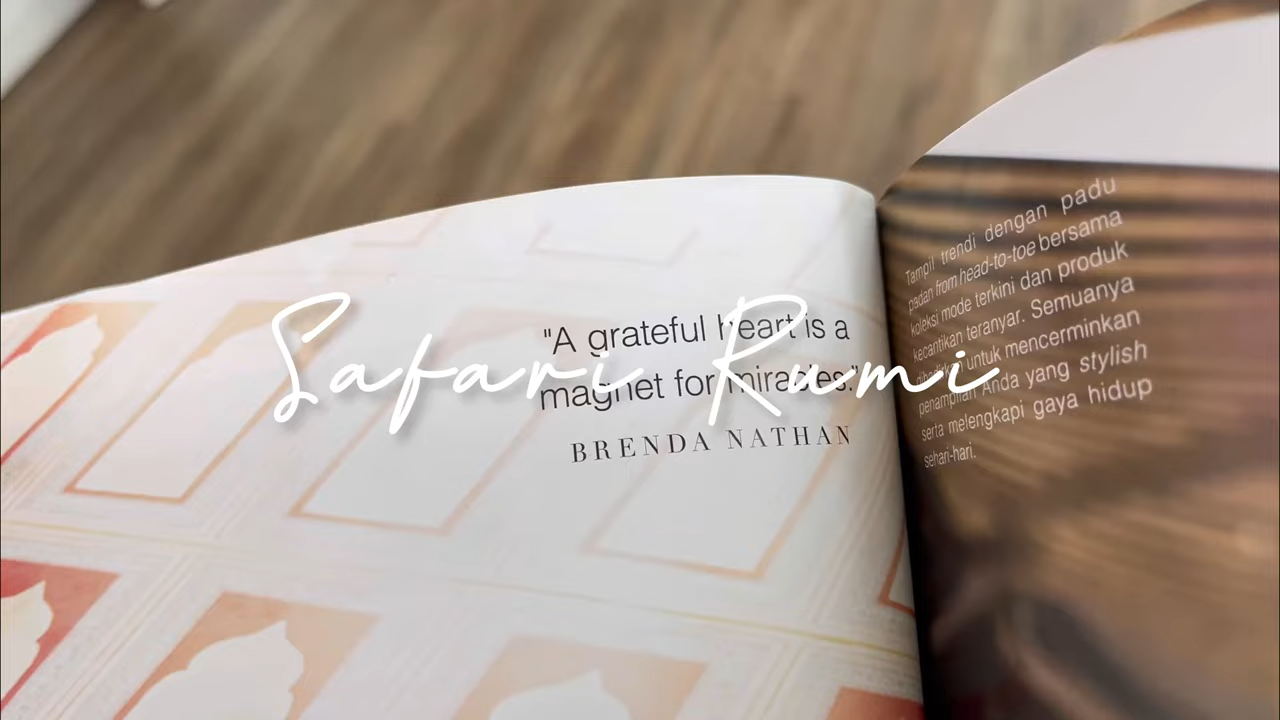 Safari Rumi
"A grateful heart is a
magnet for miracles."
BRENDA NATHAN
Tampil trendi dengan padu
padan from head-to-toe bersama
koleksi mode terkini dan produk
kecantikan teranyar. Semuanya
untuk mencerminkan
penampilan Anda yang stylish
serta melengkapi gaya hidup
sehari-hari.